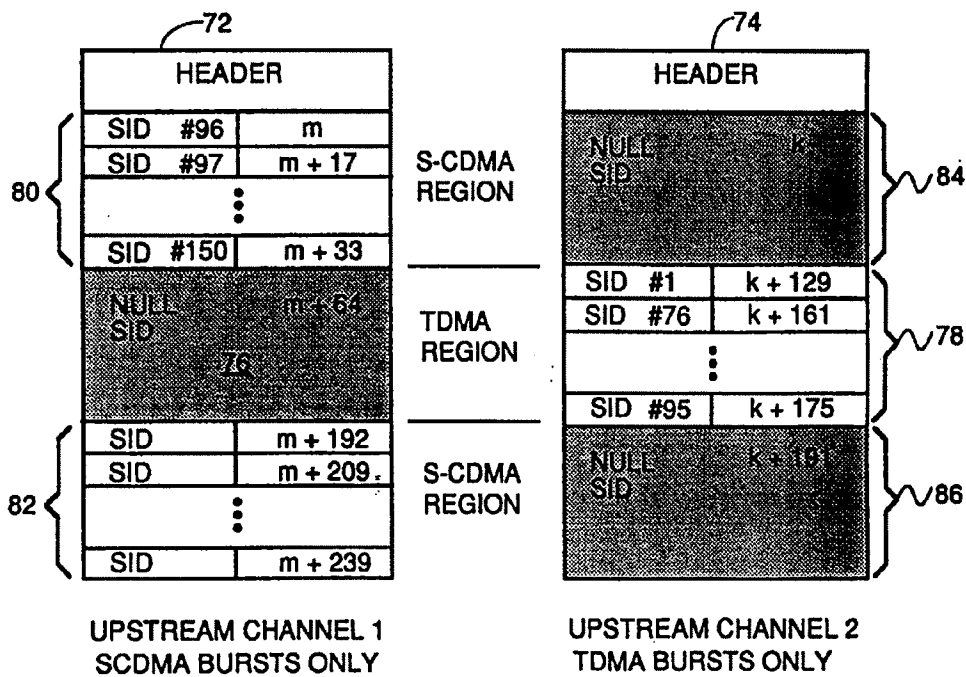 72
HEADER
SID #96 m
SID #97 m + 17
SID #150 m + 33
80
NULL SID m + 64
76
SID m + 192
SID m + 209
SID m + 239
82
UPSTREAM CHANNEL 1
SCDMA BURSTS ONLY
S-CDMA
REGION
TDMA
REGION
S-CDMA
REGION
74
HEADER
NULL SID k
84
SID #1 k + 129
SID #76 k + 161
SID #95 k + 175
78
NULL SID k + 191
86
UPSTREAM CHANNEL 2
TDMA BURSTS ONLY